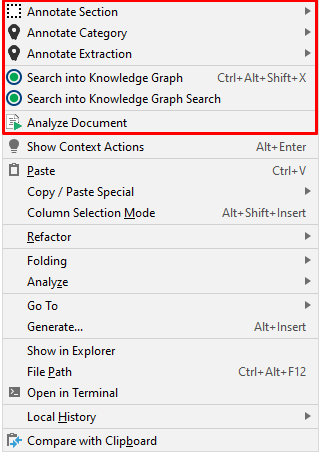 Annotate Section
Annotate Category
Annotate Extraction
Search into Knowledge Graph Ctrl+Alt+Shift+X
Search into Knowledge Graph Search
Analyze Document
Show Context Actions Alt+Enter
Paste Ctrl+V
Copy / Paste Special
Column Selection Mode Alt+Shift+Insert
Refactor
Folding
Analyze
Go To
Generate... Alt+Insert
Show in Explorer
File Path Ctrl+Alt+F12
Open in Terminal
Local History
Compare with Clipboard